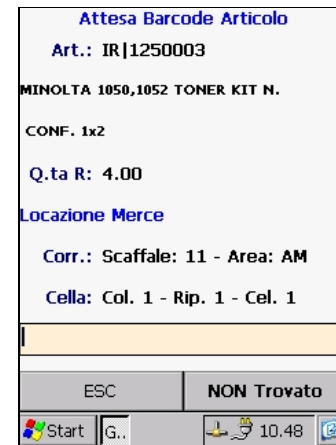 Attesa Barcode Articolo
Art.: IR|1250003
MINOLTA 1050,1052 TONER KIT N.
CONF. 1x2
Q.ta R: 4.00
Locazione Merce
Corr.: Scaffale: 11 - Area: AM
Cella: Col. 1 - Rip. 1 - Cel. 1
ESC NON Trovato
Start G.. 10.48